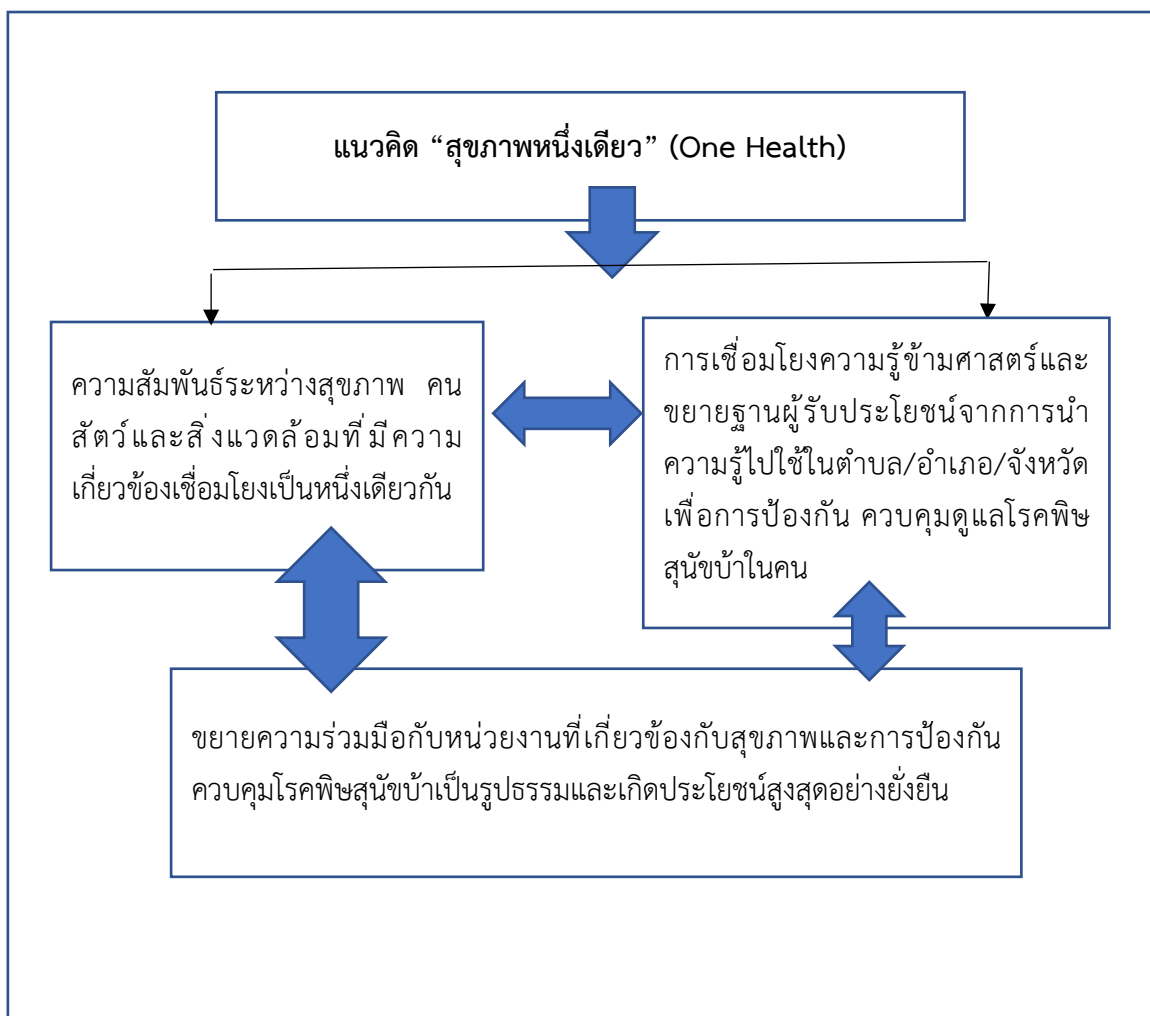 แนวคิด “สุขภาพหนึ่งเดียว” (One Health)
ความสัมพันธ์ระหว่างสุขภาพ คน
สัตว์และสิ่งแวดล้อมที่มีความ
เกี่ยวข้องเชื่อมโยงเป็นหนึ่งเดียวกัน
การเชื่อมโยงความรู้ข้ามศาสตร์และ
ขยายฐานผู้รับประโยชน์จากการนำ
ความรู้ไปใช้ในตำบล/อำเภอ/จังหวัด
เพื่อการป้องกัน ควบคุมดูแลโรคพิษ
สุนัขบ้าในคน
ขยายความร่วมมือกับหน่วยงานที่เกี่ยวข้องกับสุขภาพและการป้องกัน
ควบคุมโรคพิษสุนัขบ้าเป็นรูปธรรมและเกิดประโยชน์สูงสุดอย่างยั่งยืน